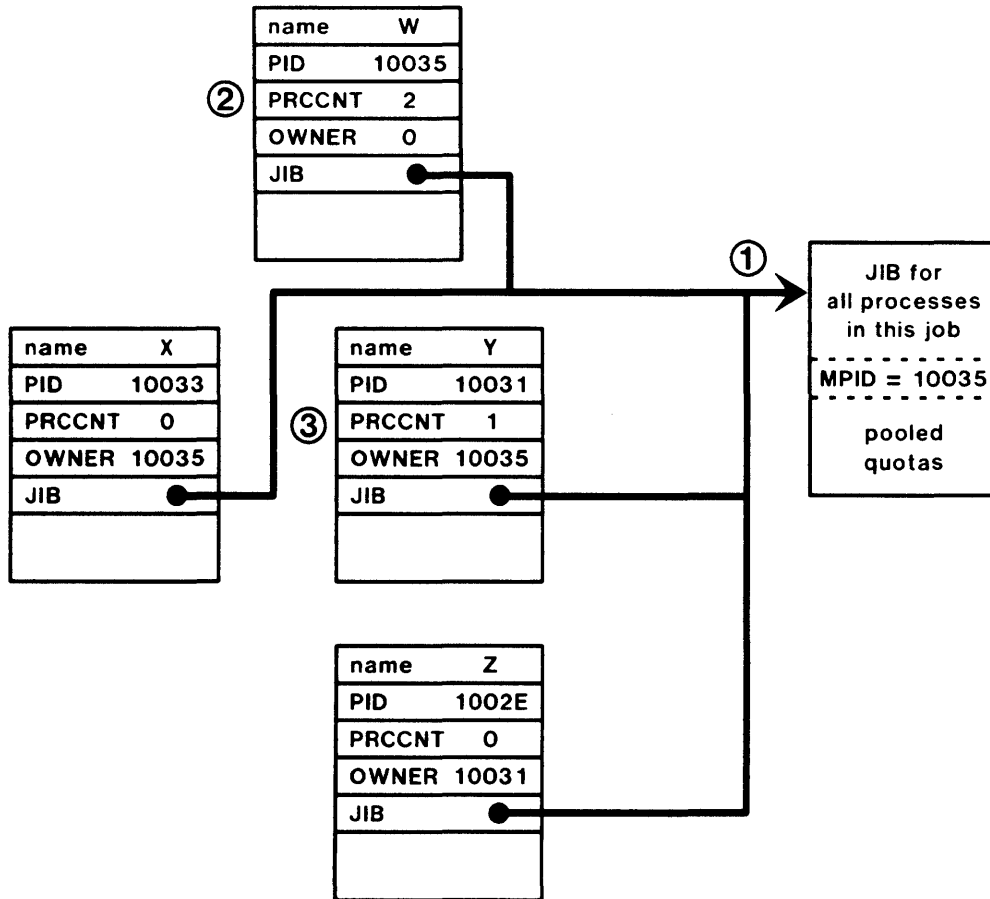 name W
PID 10035
② PRCCNT 2
OWNER 0
JIB
①
JIB for
all processes
in this job
MPID = 10035
pooled
quotas
name X
PID 10033
PRCCNT 0
OWNER 10035
JIB
name Y
PID 10031
③ PRCCNT 1
OWNER 10035
JIB
name Z
PID 1002E
PRCCNT 0
OWNER 10031
JIB